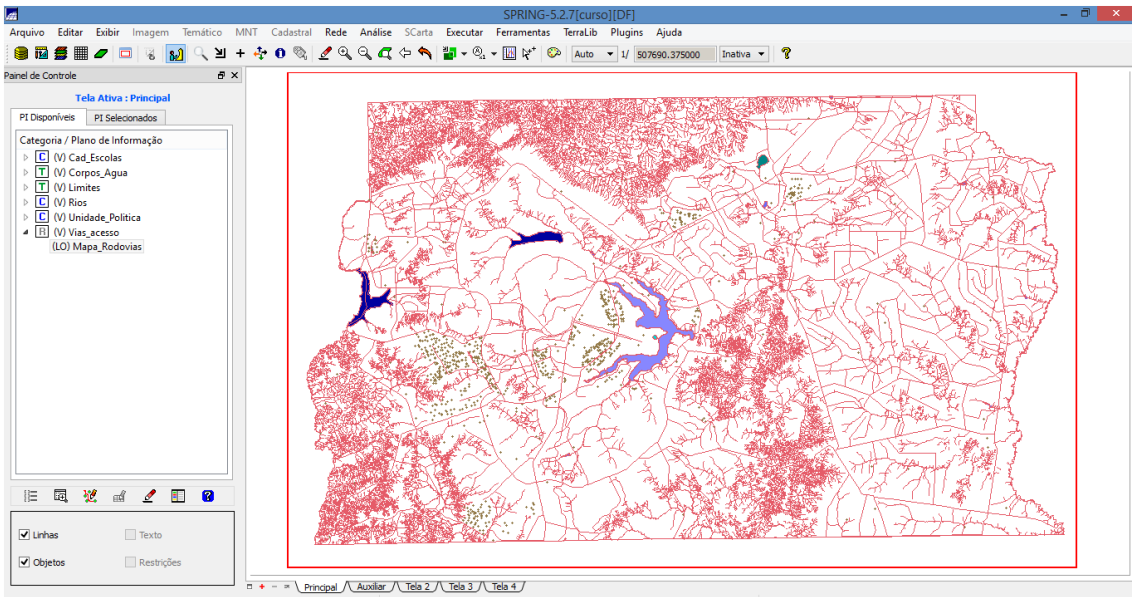 SPRING-5.2.7[curso][DF]
Arquivo Editar Exibir Imagem Temático MNT Cadastral Rede Análise SCarta Executar Ferramentas TerraLib Plugins Ajuda
Auto 1/ 507690.375000 Inativa
Painel de Controle
Tela Ativa : Principal
PI Disponíveis PI Selecionados
Categoria / Plano de Informação
C (V) Cad_Escolas
T (V) Corpos_Agua
T (V) Limites
C (V) Rios
C (V) Unidade_Politica
R (V) Vias_acesso
(LO) Mapa_Rodovias
Linhas Texto
Objetos Restrições
Principal Auxiliar Tela 2 Tela 3 Tela 4